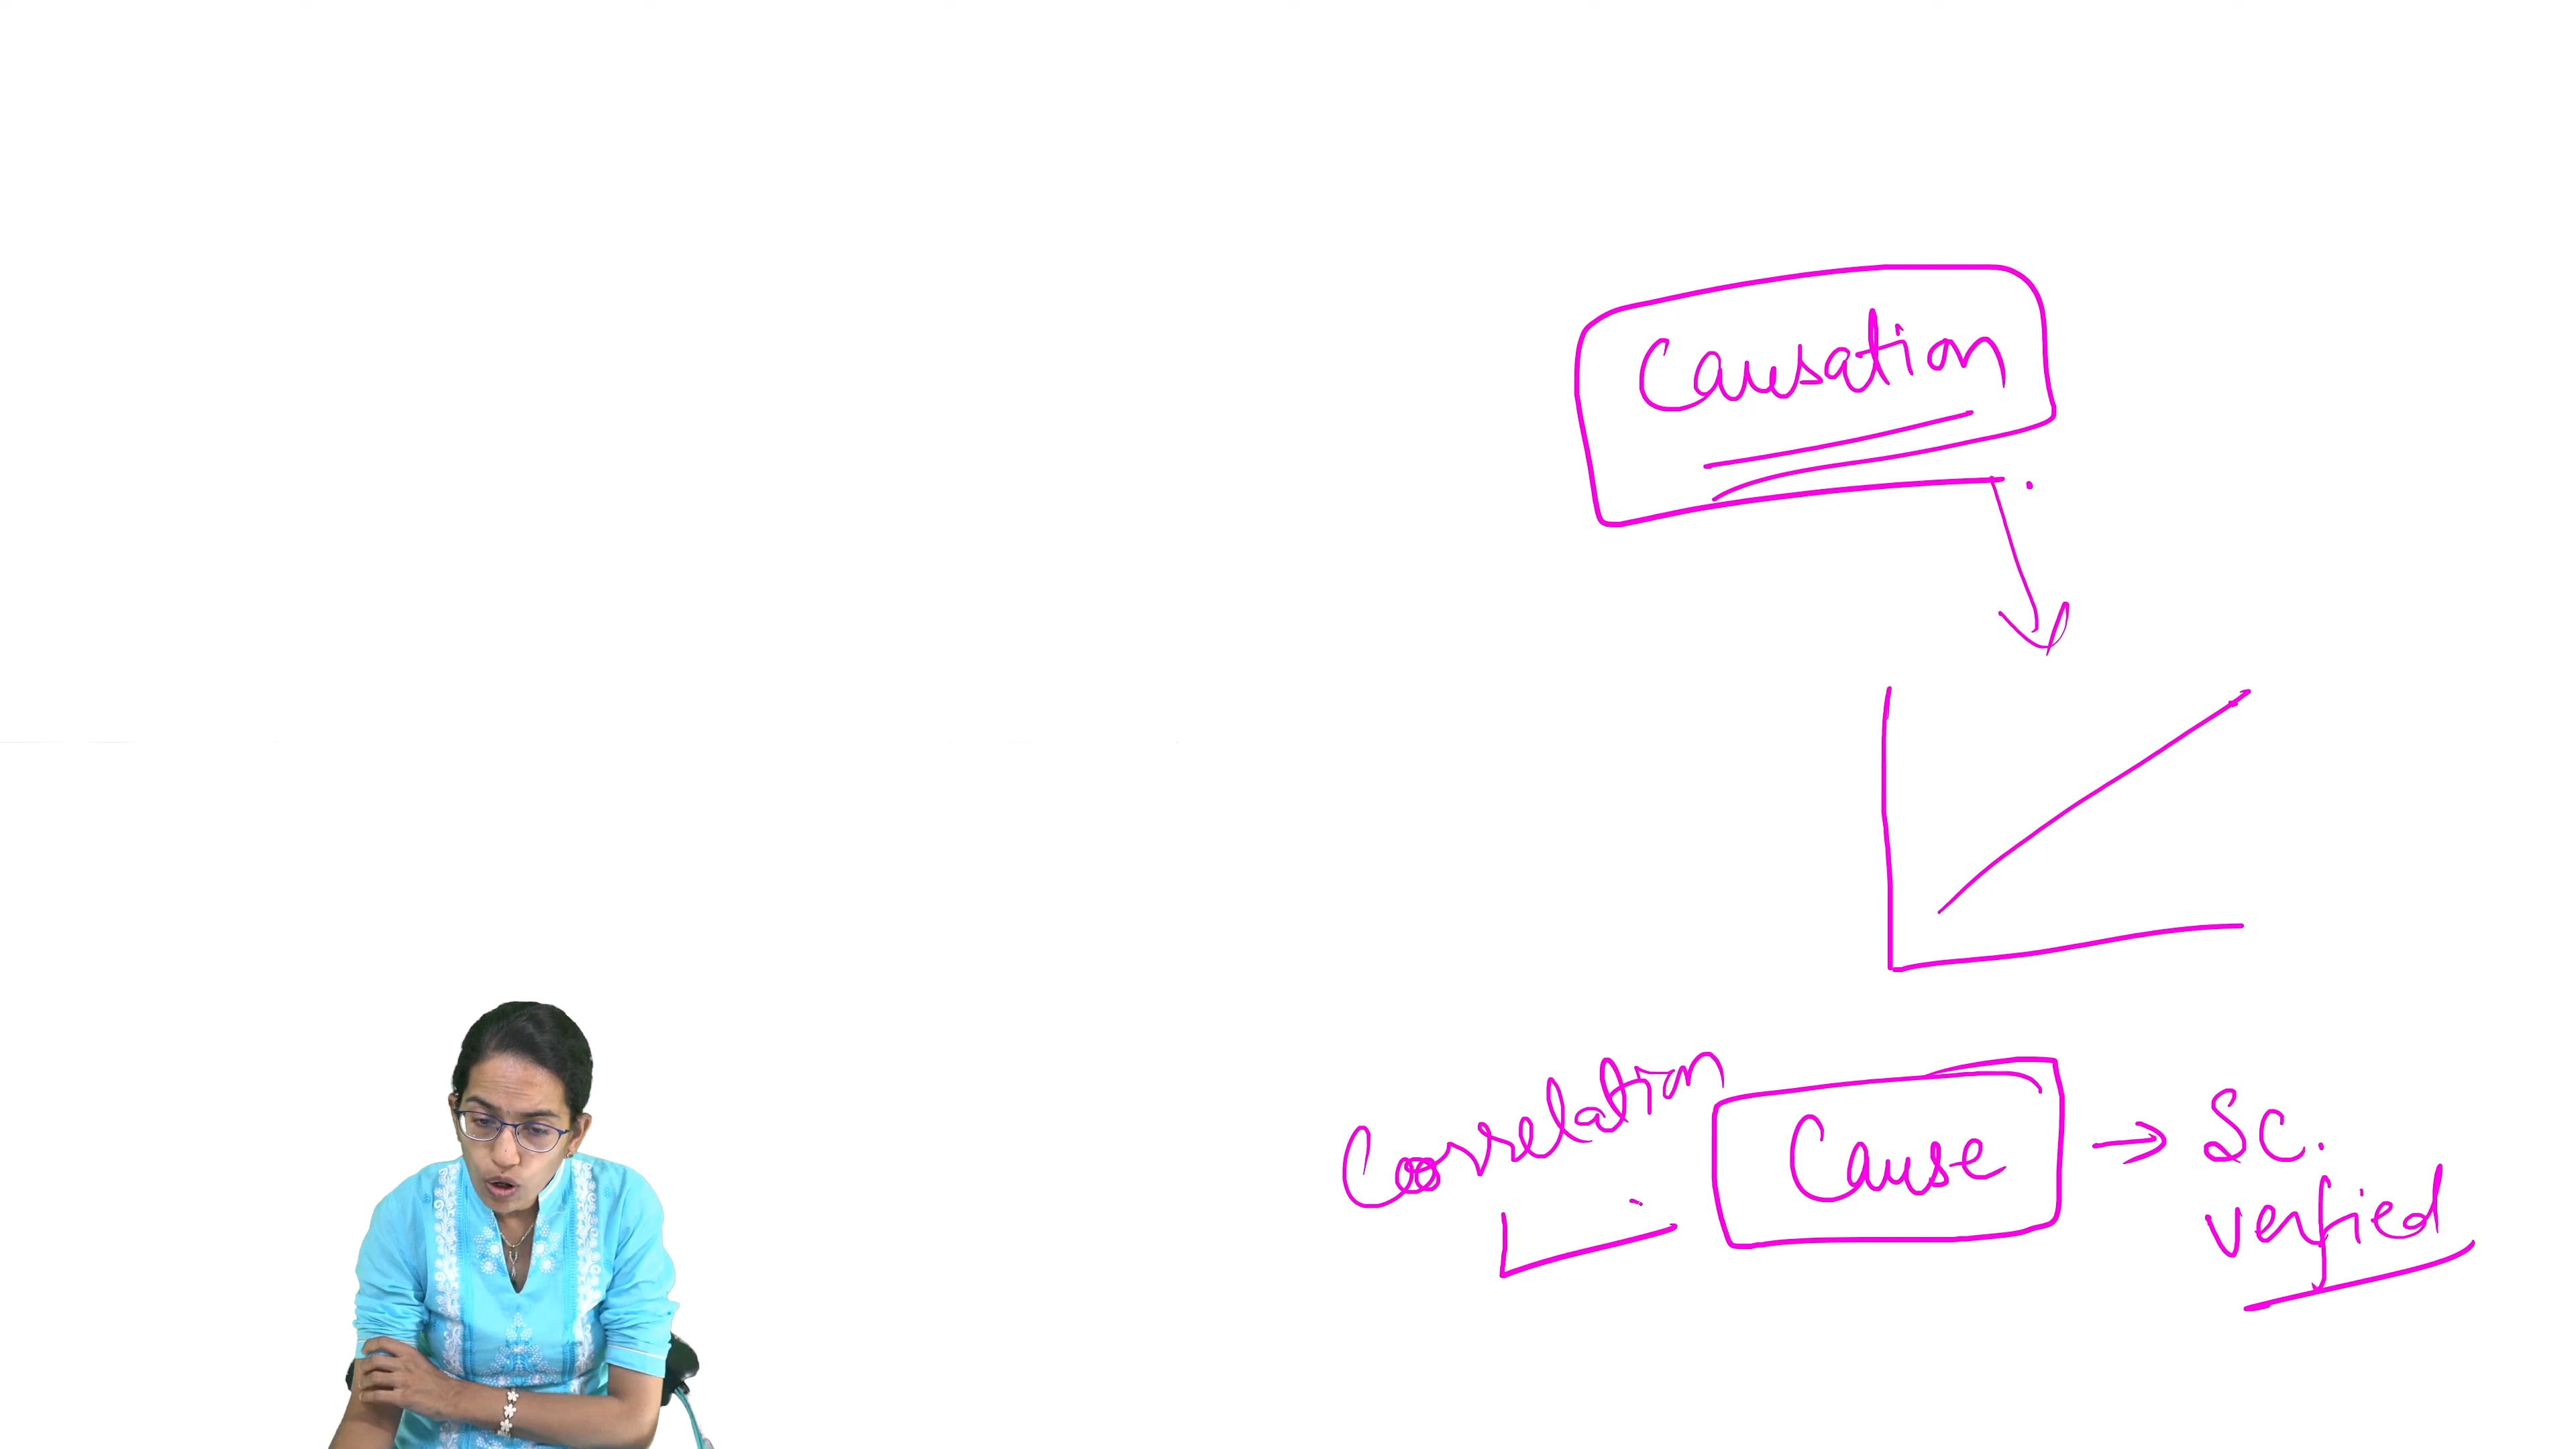 Causation
Correlation
Cause
→ Sc.
verified